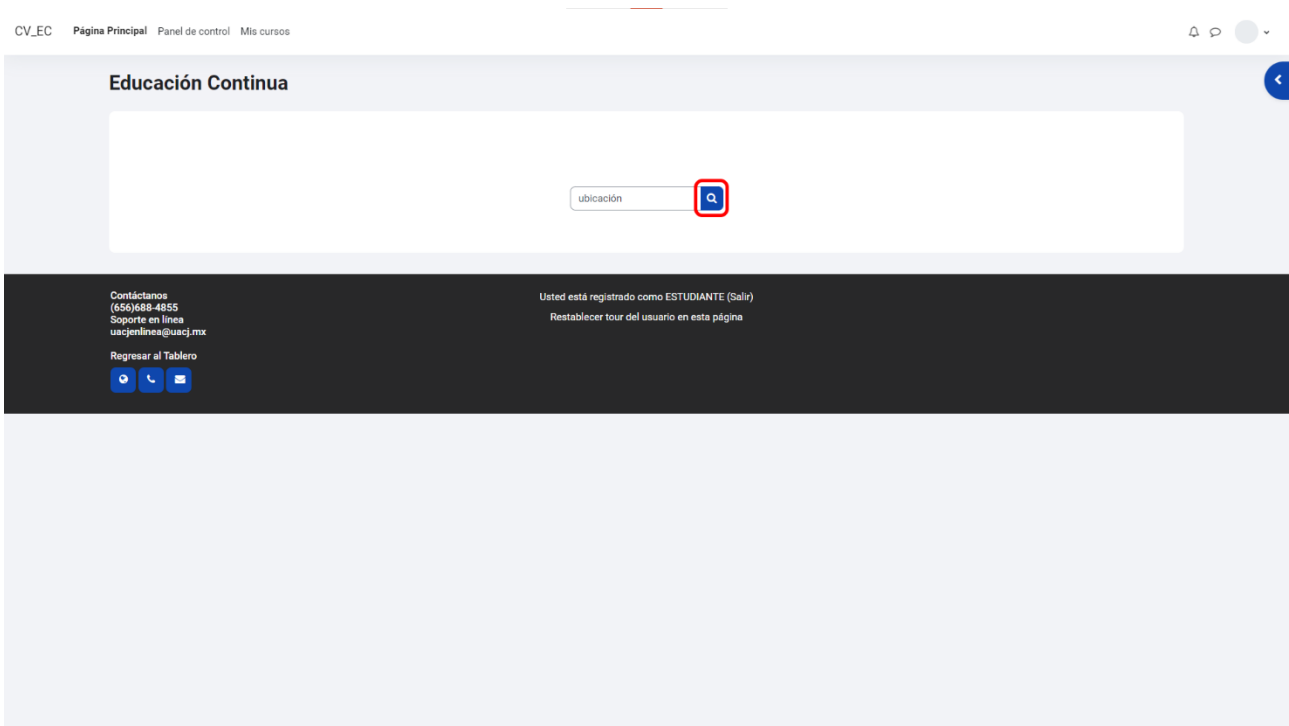 CV_EC Página Principal Panel de control Mis cursos
Educación Continua
ubicación
Contáctanos
(656)688-4855
Soporte en línea
uacjenlinea@uacj.mx
Regresar al Tablero
Usted está registrado como ESTUDIANTE (Salir)
Restablecer tour del usuario en esta página